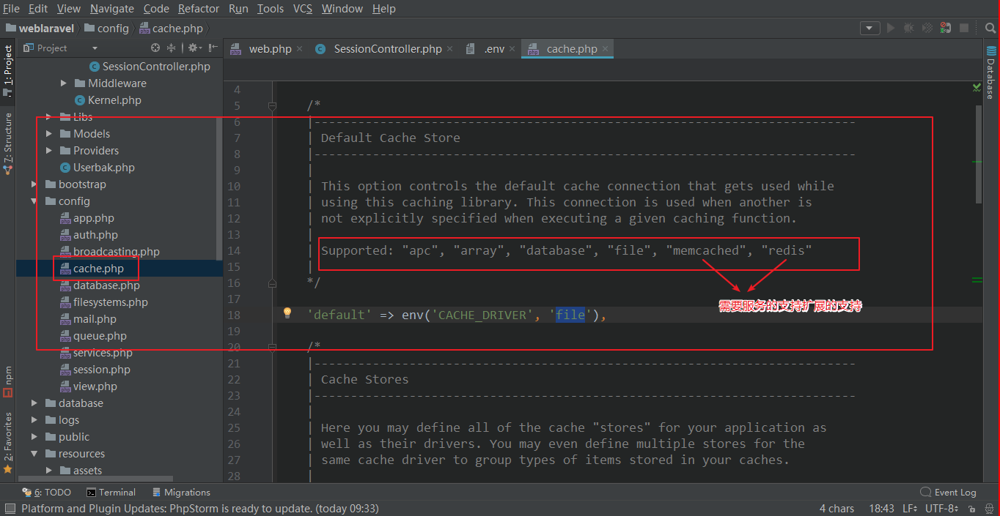 File Edit View Navigate Code Refactor Run Tools VCS Window Help
weblaravel config cache.php
1: Project
7: Structure
npm
2: Favorites
Project
SessionController.php
Middleware
Kernel.php
Libs
Models
Providers
Userbak.php
bootstrap
config
app.php
auth.php
broadcasting.php
cache.php
database.php
filesystems.php
mail.php
queue.php
services.php
session.php
view.php
database
logs
public
resources
assets
web.php SessionController.php .env cache.php
4
5 /*
6 |--------------------------------------------------------------------------
7 | Default Cache Store
8 |--------------------------------------------------------------------------
9 |
10 | This option controls the default cache connection that gets used while
11 | using this caching library. This connection is used when another is
12 | not explicitly specified when executing a given caching function.
13 |
14 | Supported: "apc", "array", "database", "file", "memcached", "redis"
15 |
16 */
17
需要服务的支持扩展的支持
18 'default' => env('CACHE_DRIVER', 'file'),
19
20 /*
21 |--------------------------------------------------------------------------
22 | Cache Stores
23 |--------------------------------------------------------------------------
24 |
25 | Here you may define all of the cache "stores" for your application as
26 | well as their drivers. You may even define multiple stores for the
27 | same cache driver to group types of items stored in your caches.
28 |
Database
6: TODO Terminal Migrations Event Log
Platform and Plugin Updates: PhpStorm is ready to update. (today 09:33) 4 chars 18:43 LF UTF-8